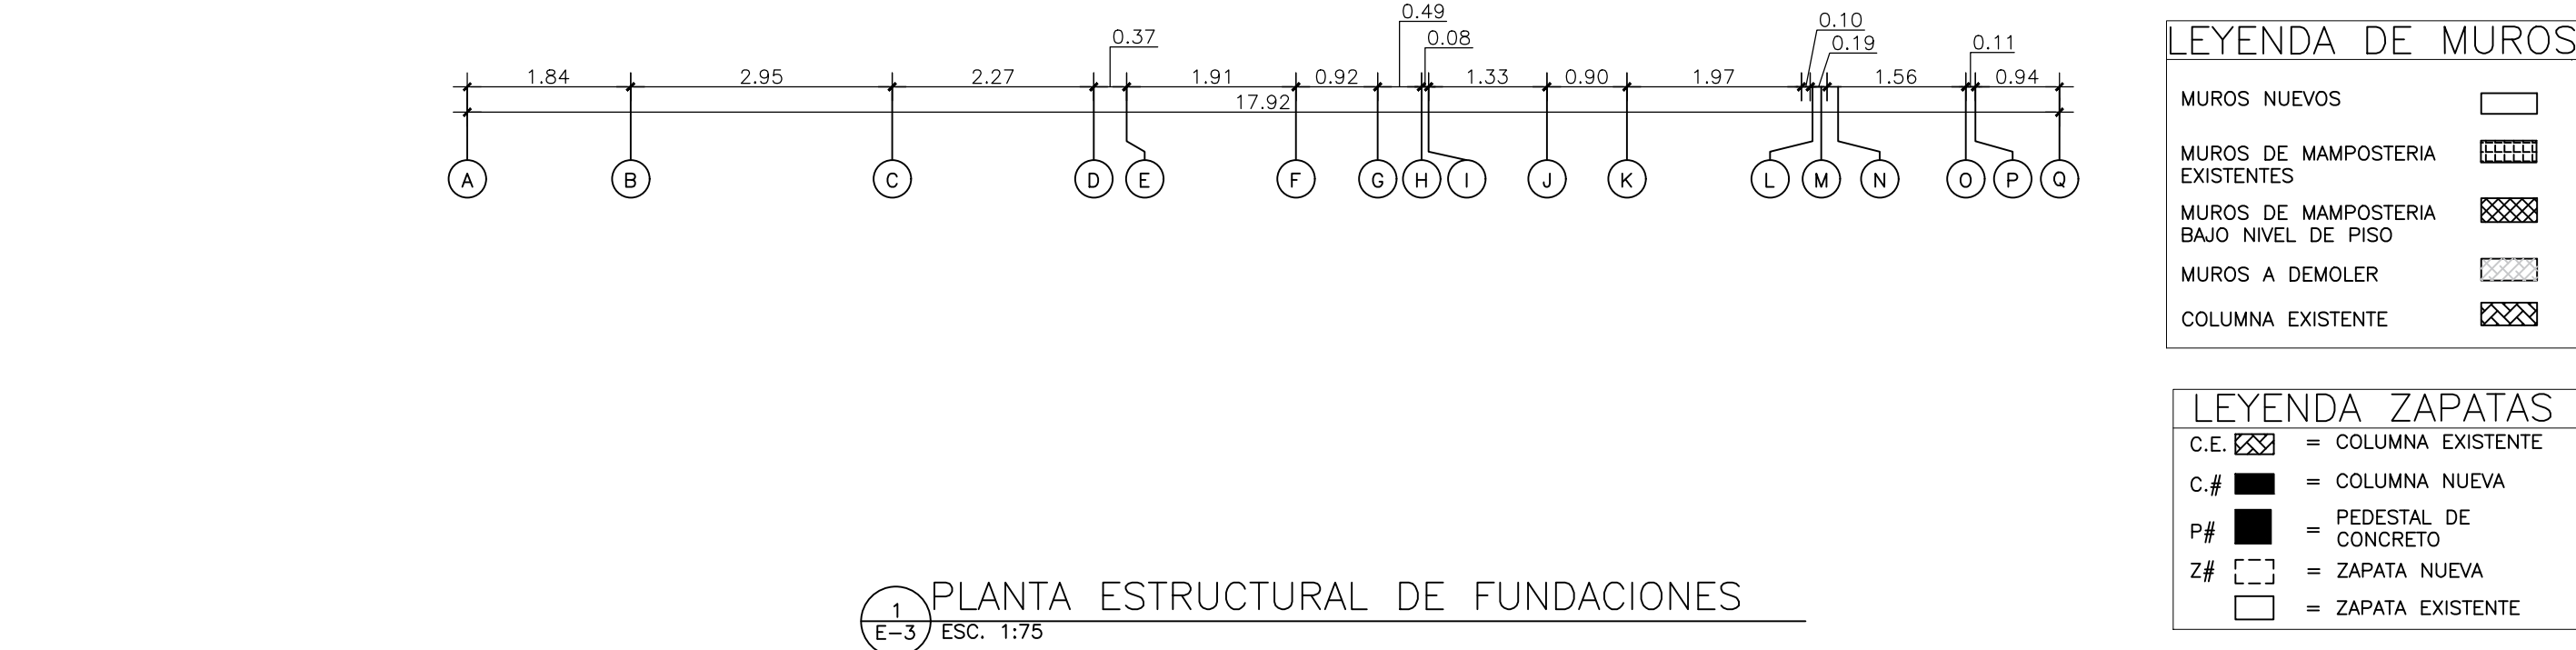 0.49
0.10
0.37
0.08
0.19
0.11
1.84 2.95 2.27 1.91 0.92 1.33 0.90 1.97 1.56 0.94
17.92
A B C D E F G H I J K L M N O P Q
LEYENDA DE MUROS
MUROS NUEVOS
MUROS DE MAMPOSTERIA
EXISTENTES
MUROS DE MAMPOSTERIA
BAJO NIVEL DE PISO
MUROS A DEMOLER
COLUMNA EXISTENTE
LEYENDA ZAPATAS
C.E. = COLUMNA EXISTENTE
C.# = COLUMNA NUEVA
P# = PEDESTAL DE
CONCRETO
Z# = ZAPATA NUEVA
= ZAPATA EXISTENTE
1
E-3
PLANTA ESTRUCTURAL DE FUNDACIONES
ESC. 1:75